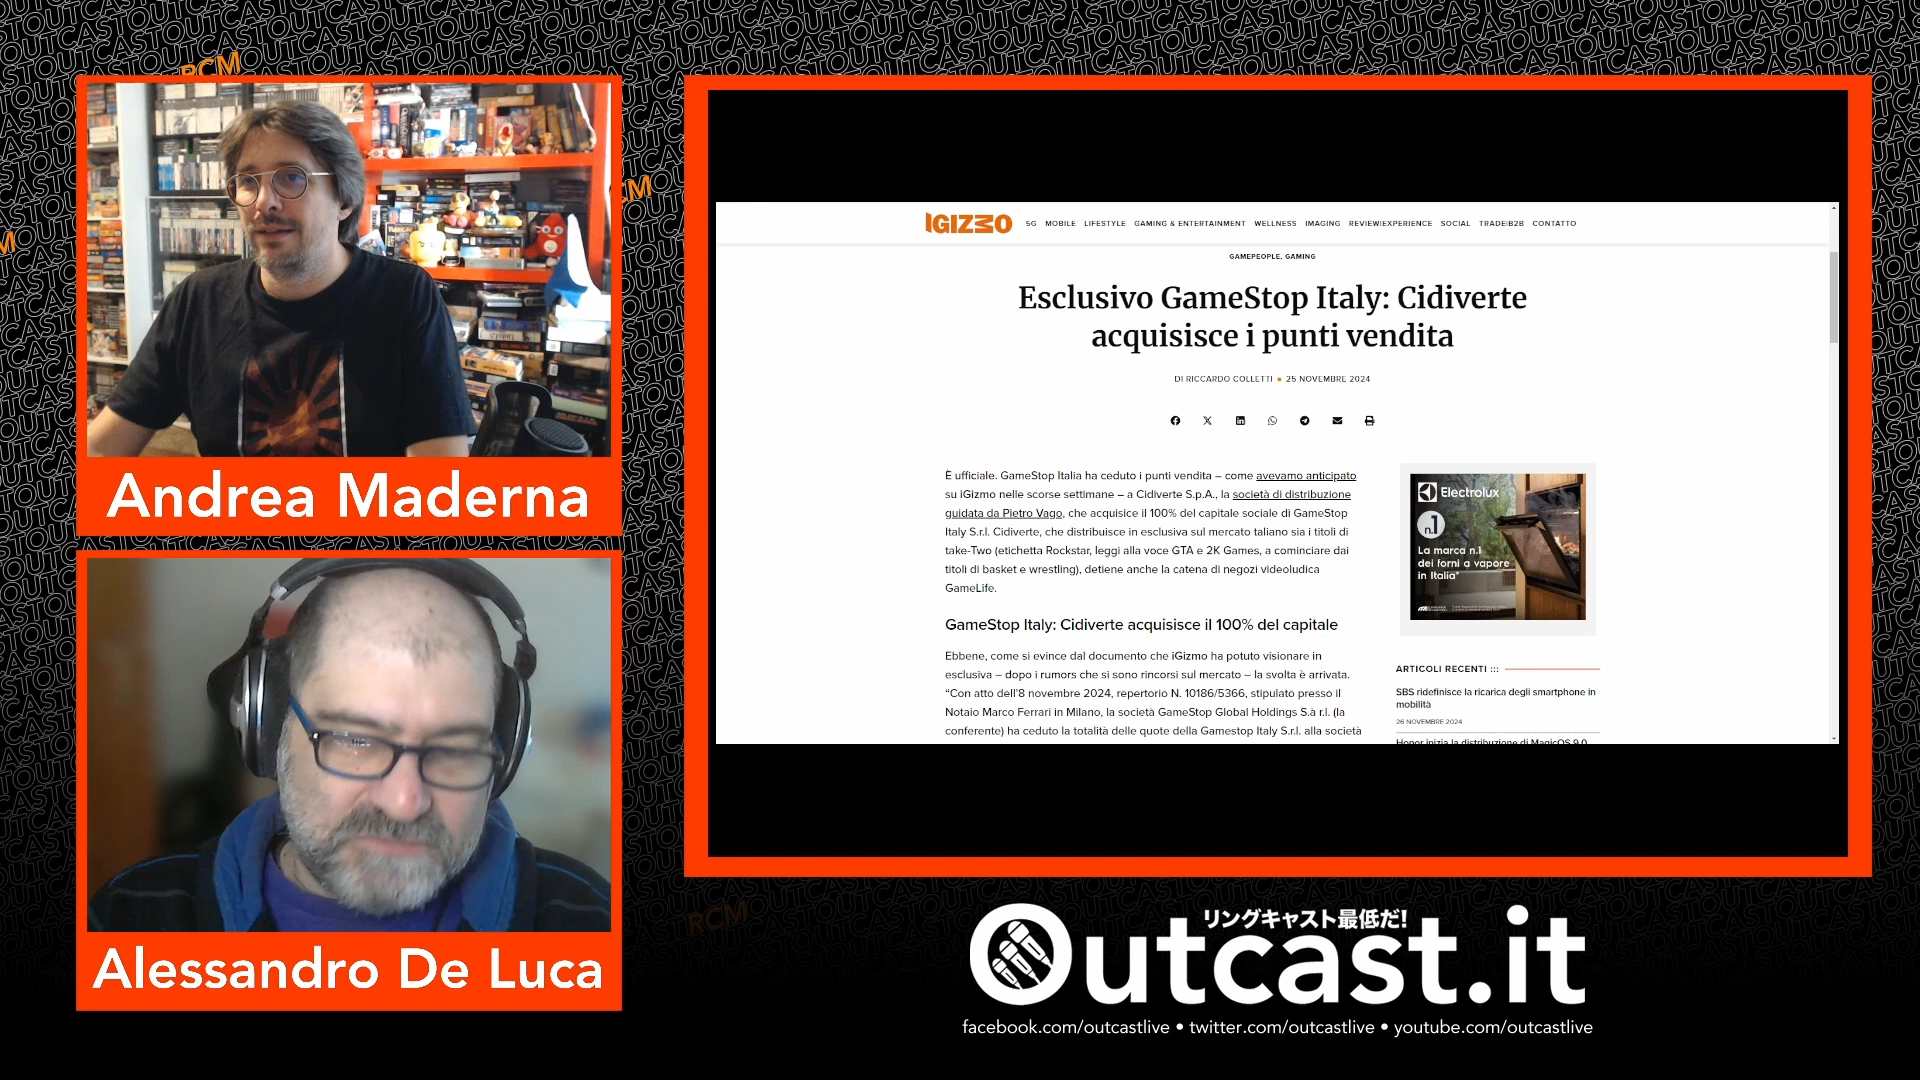 RCM
Andrea Maderna
Alessandro De Luca
IGIZMO
5G MOBILE LIFESTYLE GAMING & ENTERTAINMENT WELLNESS IMAGING REVIEW|EXPERIENCE SOCIAL TRADE|B2B CONTATTO
GAMEPEOPLE, GAMING
Esclusivo GameStop Italy: Cidiverte
acquisisce i punti vendita
DI RICCARDO COLLETTI ■ 25 NOVEMBRE 2024
È ufficiale. GameStop Italia ha ceduto i punti vendita – come avevamo anticipato
su iGizmo nelle scorse settimane – a Cidiverte S.p.A., la società di distribuzione
guidata da Pietro Vago, che acquisice il 100% del capitale sociale di GameStop
Italy S.r.l. Cidiverte, che distribuisce in esclusiva sul mercato taliano sia i titoli di
take-Two (etichetta Rockstar, leggi alla voce GTA e 2K Games, a cominciare dai
titoli di basket e wrestling), detiene anche la catena di negozi videoludica
GameLife.
GameStop Italy: Cidiverte acquisisce il 100% del capitale
Ebbene, come si evince dal documento che iGizmo ha potuto visionare in
esclusiva – dopo i rumors che si sono rincorsi sul mercato – la svolta è arrivata.
“Con atto dell’8 novembre 2024, repertorio N. 10186/5366, stipulato presso il
Notaio Marco Ferrari in Milano, la società GameStop Global Holdings S.à r.l. (la
conferente) ha ceduto la totalità delle quote della Gamestop Italy S.r.l. alla società
Electrolux
n.1
La marca n.1
dei forni a vapore
in Italia*
ARTICOLI RECENTI :::
SBS ridefinisce la ricarica degli smartphone in
mobilità
26 NOVEMBRE 2024
Honor inizia la distribuzione di MagicOS 9.0
リングキャスト最低だ!
Outcast.it
facebook.com/outcastlive • twitter.com/outcastlive • youtube.com/outcastlive